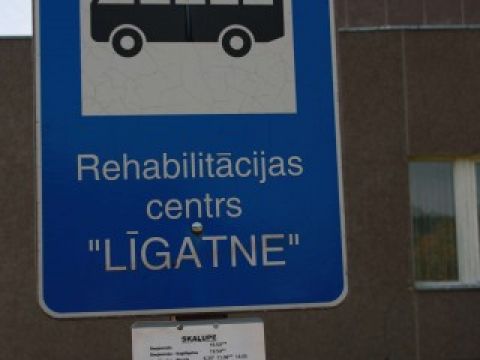 Rehabilitācijas
centrs
"LĪGATNE"
SKALUPE